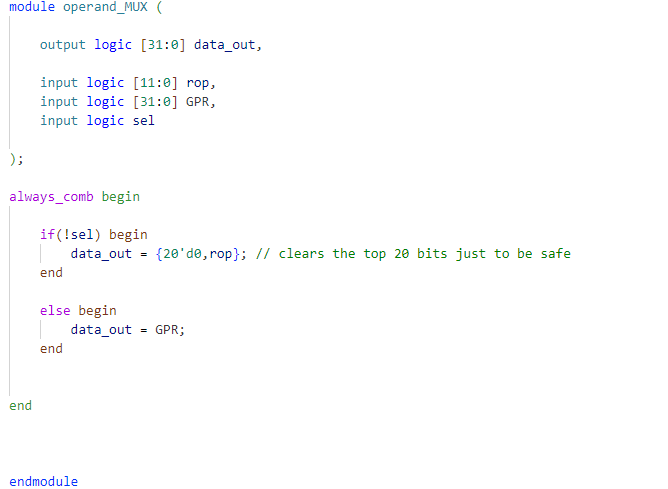 module operand_MUX (
output logic [31:0] data_out,
input logic [11:0] rop,
input logic [31:0] GPR,
input logic sel
);
always_comb begin
if(!sel) begin
data_out = {20'd0,rop}; // clears the top 20 bits just to be safe
end
else begin
data_out = GPR;
end
end
endmodule